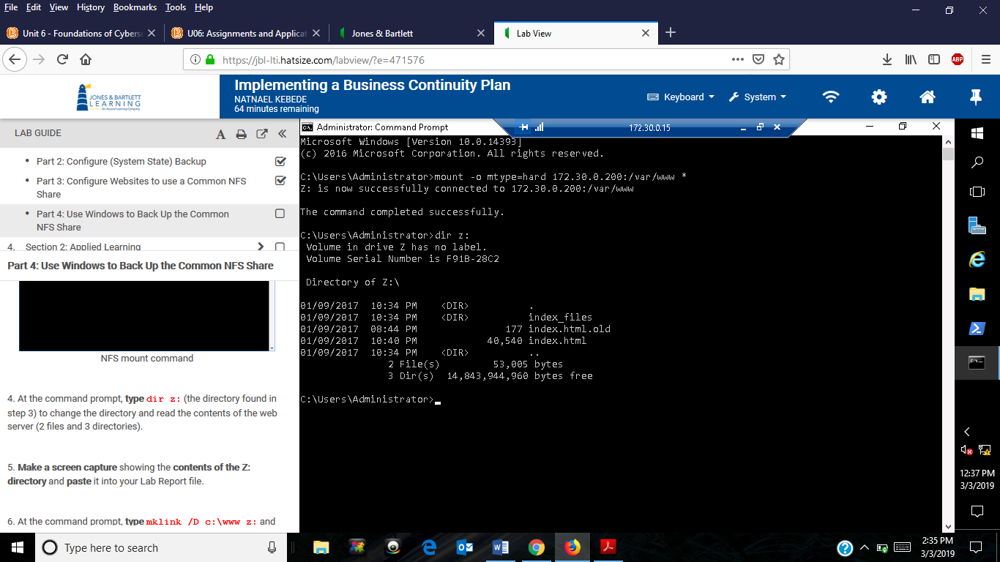 File Edit View History Bookmarks Tools Help
Unit 6 - Foundations of Cyberse
U06: Assignments and Applicat
Jones & Bartlett
Lab View
https://jbl-lti.hatsize.com/labview/?e=471576
ABP
JONES & BARTLETT
LEARNING
An Ascend Learning Company
Implementing a Business Continuity Plan
NATNAEL KEBEDE
64 minutes remaining
Keyboard
System
LAB GUIDE
A
• Part 2: Configure (System State) Backup
• Part 3: Configure Websites to use a Common NFS
Share
• Part 4: Use Windows to Back Up the Common
NFS Share
4. Section 2: Applied Learning
Part 4: Use Windows to Back Up the Common NFS Share
NFS mount command
4. At the command prompt, type dir z: (the directory found in
step 3) to change the directory and read the contents of the web
server (2 files and 3 directories).
5. Make a screen capture showing the contents of the Z:
directory and paste it into your Lab Report file.
6. At the command prompt, type mklink /D c:\www z: and
Administrator: Command Prompt
172.30.0.15
Microsoft Windows [Version 10.0.14393]
(c) 2016 Microsoft Corporation. All rights reserved.
C:\Users\Administrator>mount -o mtype=hard 172.30.0.200:/var/www *
Z: is now successfully connected to 172.30.0.200:/var/www
The command completed successfully.
C:\Users\Administrator>dir z:
Volume in drive Z has no label.
Volume Serial Number is F91B-28C2
Directory of Z:\
01/09/2017 10:34 PM <DIR> .
01/09/2017 10:34 PM <DIR> index_files
01/09/2017 08:44 PM 177 index.html.old
01/09/2017 10:40 PM 40,540 index.html
01/09/2017 10:34 PM <DIR> ..
2 File(s) 53,005 bytes
3 Dir(s) 14,843,944,960 bytes free
C:\Users\Administrator>
12:37 PM
3/3/2019
Type here to search
2:35 PM
3/3/2019